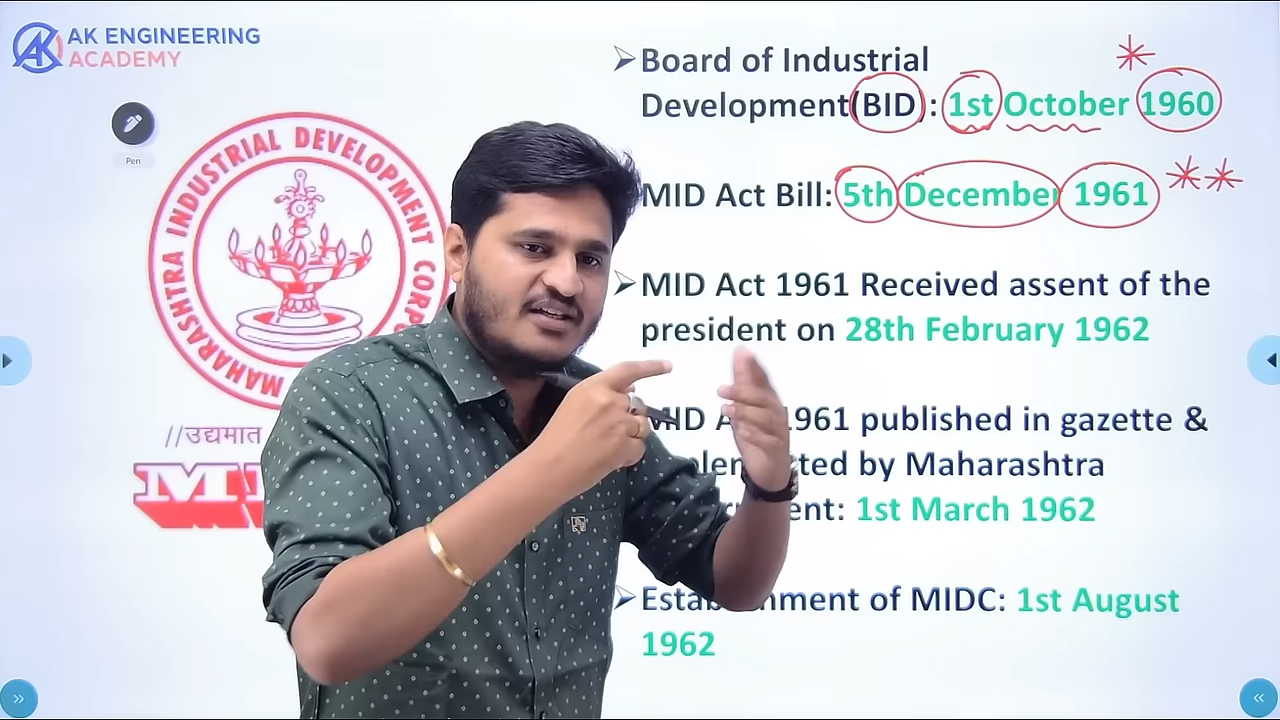 AK ENGINEERING
ACADEMY
Pen
MAHARASHTRA INDUSTRIAL DEVELOPMENT
//उद्यमात
Board of Industrial
Development(BID) : 1st October 1960
MID Act Bill: 5th December 1961
MID Act 1961 Received assent of the
president on 28th February 1962
1961 published in gazette &
by Maharashtra
1st March 1962
of MIDC: 1st August
1962